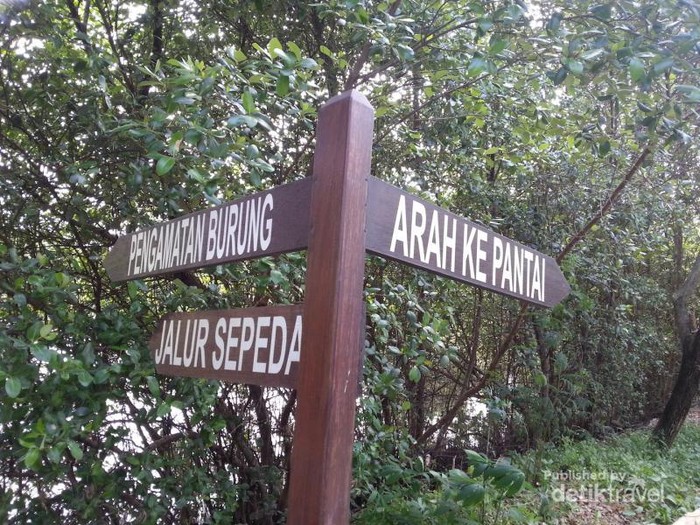 PENGAMATAN BURUNG
ARAH KE PANTAI
JALUR SEPEDA
Published by
detiktravel